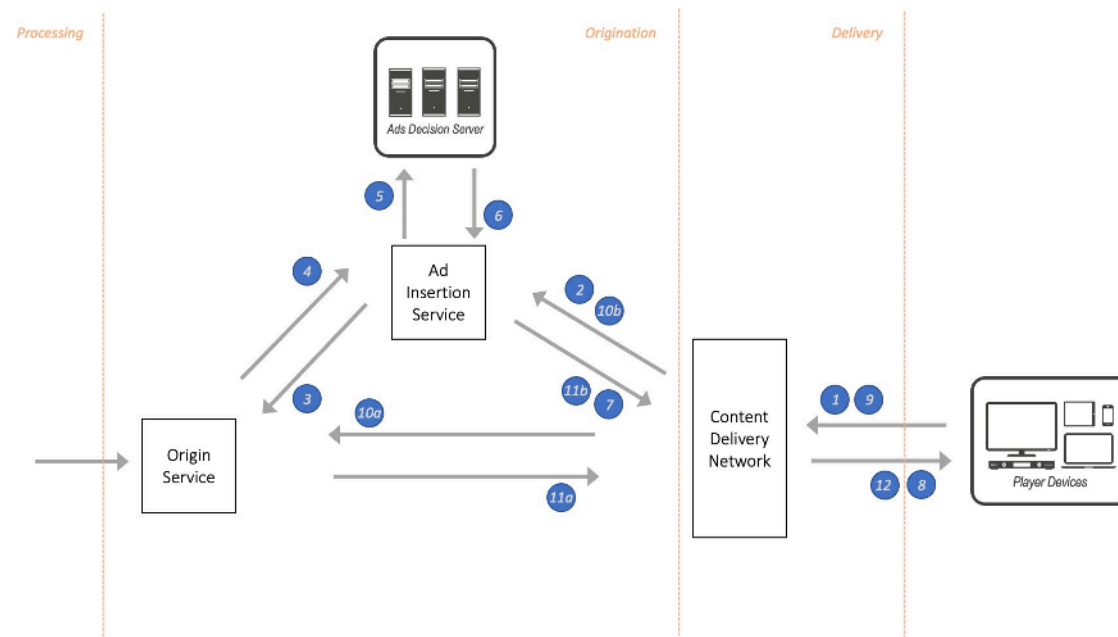 Processing
Origination
Delivery
Ads Decision Server
5
6
4
Ad
Insertion
Service
2
10b
3
10a
11b
7
1
9
Origin
Service
11a
Content
Delivery
Network
12
8
Player Devices